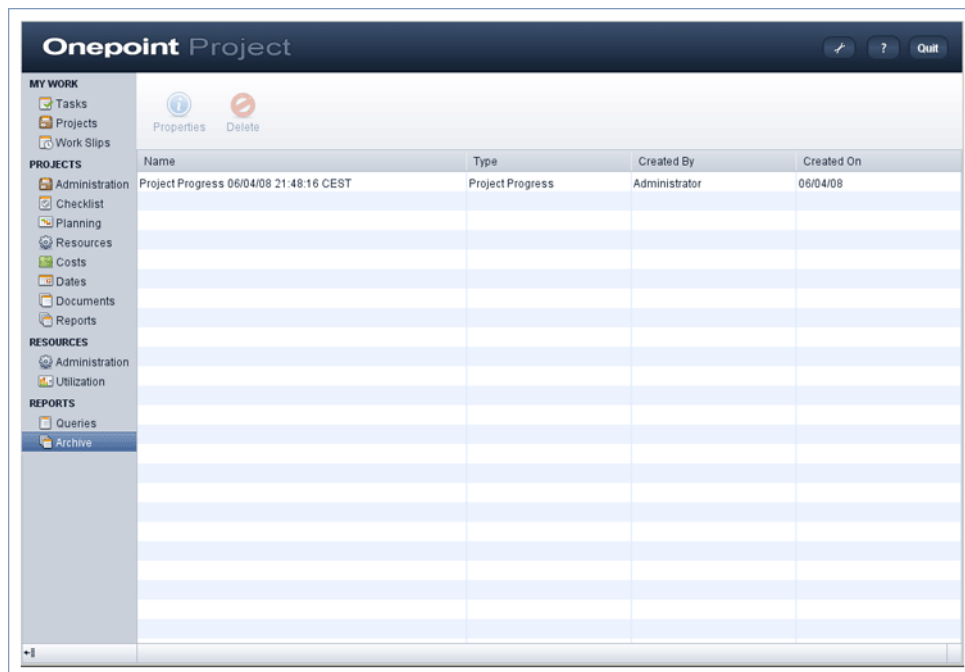 Onepoint Project
? Quit
MY WORK
Tasks
Projects
Work Slips
PROJECTS
Administration
Checklist
Planning
Resources
Costs
Dates
Documents
Reports
RESOURCES
Administration
Utilization
REPORTS
Queries
Archive
Properties Delete
Name Type Created By Created On
Project Progress 06/04/08 21:48:16 CEST Project Progress Administrator 06/04/08